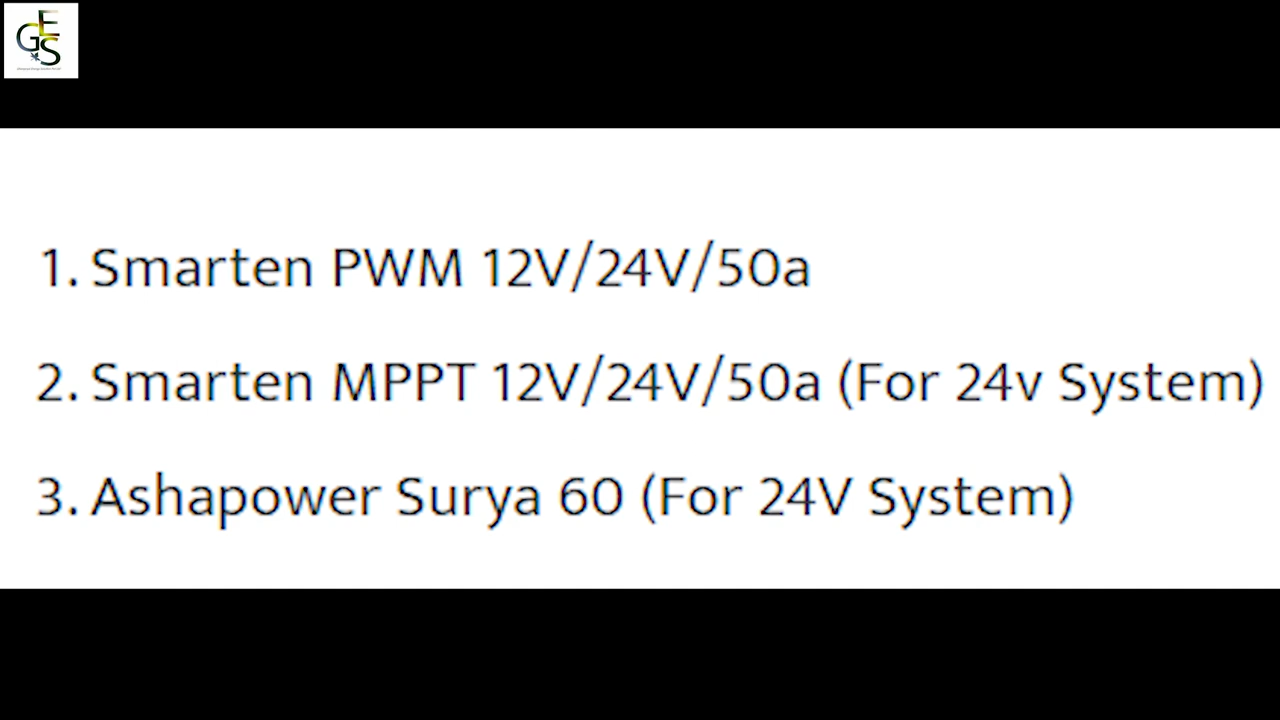 GES
1. Smarten PWM 12V/24V/50a
2. Smarten MPPT 12V/24V/50a (For 24v System)
3. Ashapower Surya 60 (For 24V System)